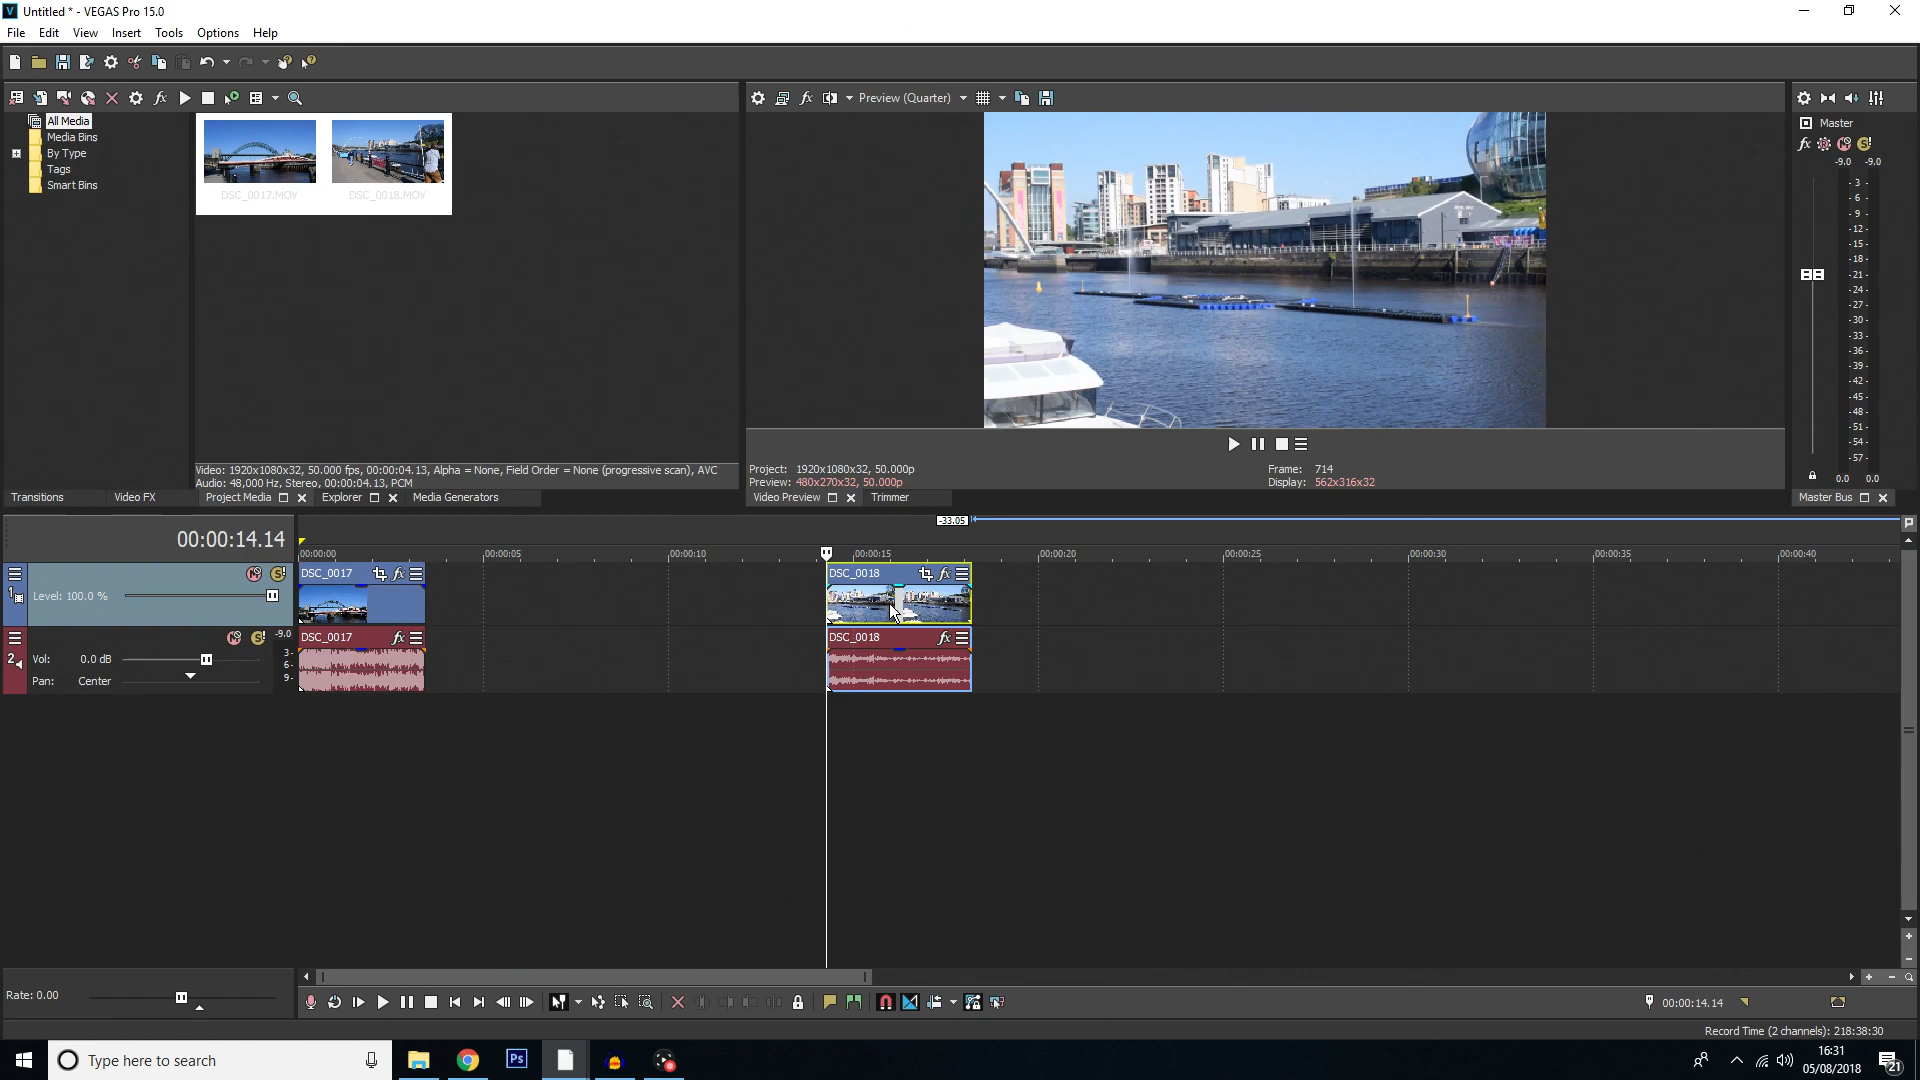 Untitled * - VEGAS Pro 15.0
File Edit View Insert Tools Options Help
Preview (Quarter)
All Media
Media Bins
By Type
Tags
Smart Bins
DSC_0017.MOV DSC_0018.MOV
Master
-9.0 -9.0
- 3 -
- 6 -
- 9 -
- 12 -
- 15 -
- 18 -
- 21 -
- 24 -
- 27 -
- 30 -
- 33 -
- 36 -
- 39 -
- 42 -
- 45 -
- 48 -
- 51 -
- 54 -
- 57 -
0.0 0.0
Video: 1920x1080x32, 50.000 fps, 00:00:04.13, Alpha = None, Field Order = None (progressive scan), AVC
Audio: 48,000 Hz, Stereo, 00:00:04.13, PCM
Project: 1920x1080x32, 50.000p
Preview: 480x270x32, 50.000p
Frame: 714
Display: 562x316x32
Transitions Video FX Project Media Explorer Media Generators
Video Preview Trimmer
Master Bus
00:00:14.14
-33.05
00:00:00 00:00:05 00:00:10 00:00:15 00:00:20 00:00:25 00:00:30 00:00:35 00:00:40
1
Level: 100.0 %
DSC_0017
DSC_0018
2
-9.0
3-
6-
9-
Vol: 0.0 dB
Pan: Center
DSC_0017
DSC_0018
Rate: 0.00
00:00:14.14
Record Time (2 channels): 218:38:30
Type here to search
Ps
16:31
05/08/2018
21